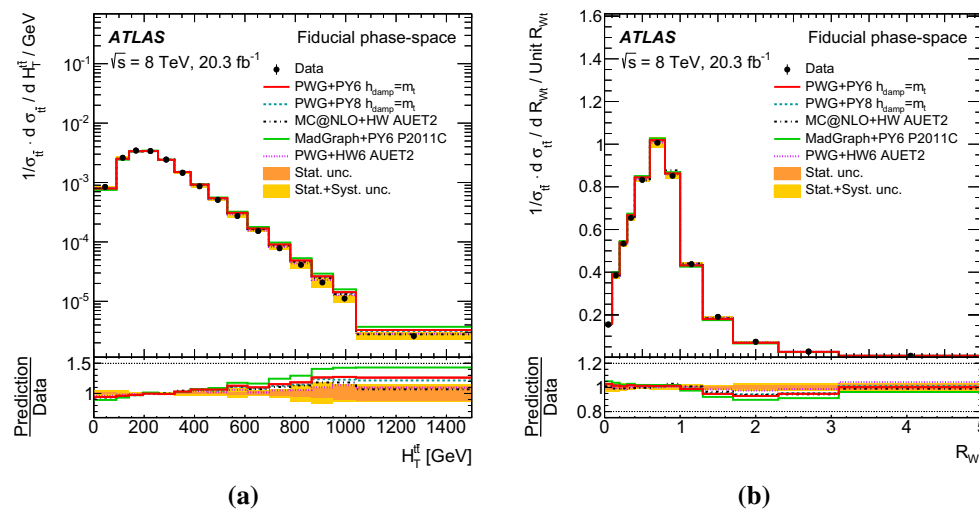 ATLAS Fiducial phase-space
√s = 8 TeV, 20.3 fb⁻¹
Data
PWG+PY6 h_damp=m_t
PWG+PY8 h_damp=m_t
MC@NLO+HW AUET2
MadGraph+PY6 P2011C
PWG+HW6 AUET2
Stat. unc.
Stat.+Syst. unc.
1/σ_tt̄ · d σ_tt̄ / d H_T^tt̄ / GeV
10⁻¹
10⁻²
10⁻³
10⁻⁴
10⁻⁵
Prediction
Data
1.5
1
0 200 400 600 800 1000 1200 1400
H_T^tt̄ [GeV]
(a)
ATLAS Fiducial phase-space
√s = 8 TeV, 20.3 fb⁻¹
Data
PWG+PY6 h_damp=m_t
PWG+PY8 h_damp=m_t
MC@NLO+HW AUET2
MadGraph+PY6 P2011C
PWG+HW6 AUET2
Stat. unc.
Stat.+Syst. unc.
1/σ_tt̄ · d σ_tt̄ / d R_Wt / Unit R_Wt
1.6
1.4
1.2
1
0.8
0.6
0.4
0.2
Prediction
Data
1.2
1
0.8
0 1 2 3 4 5
R_W
(b)